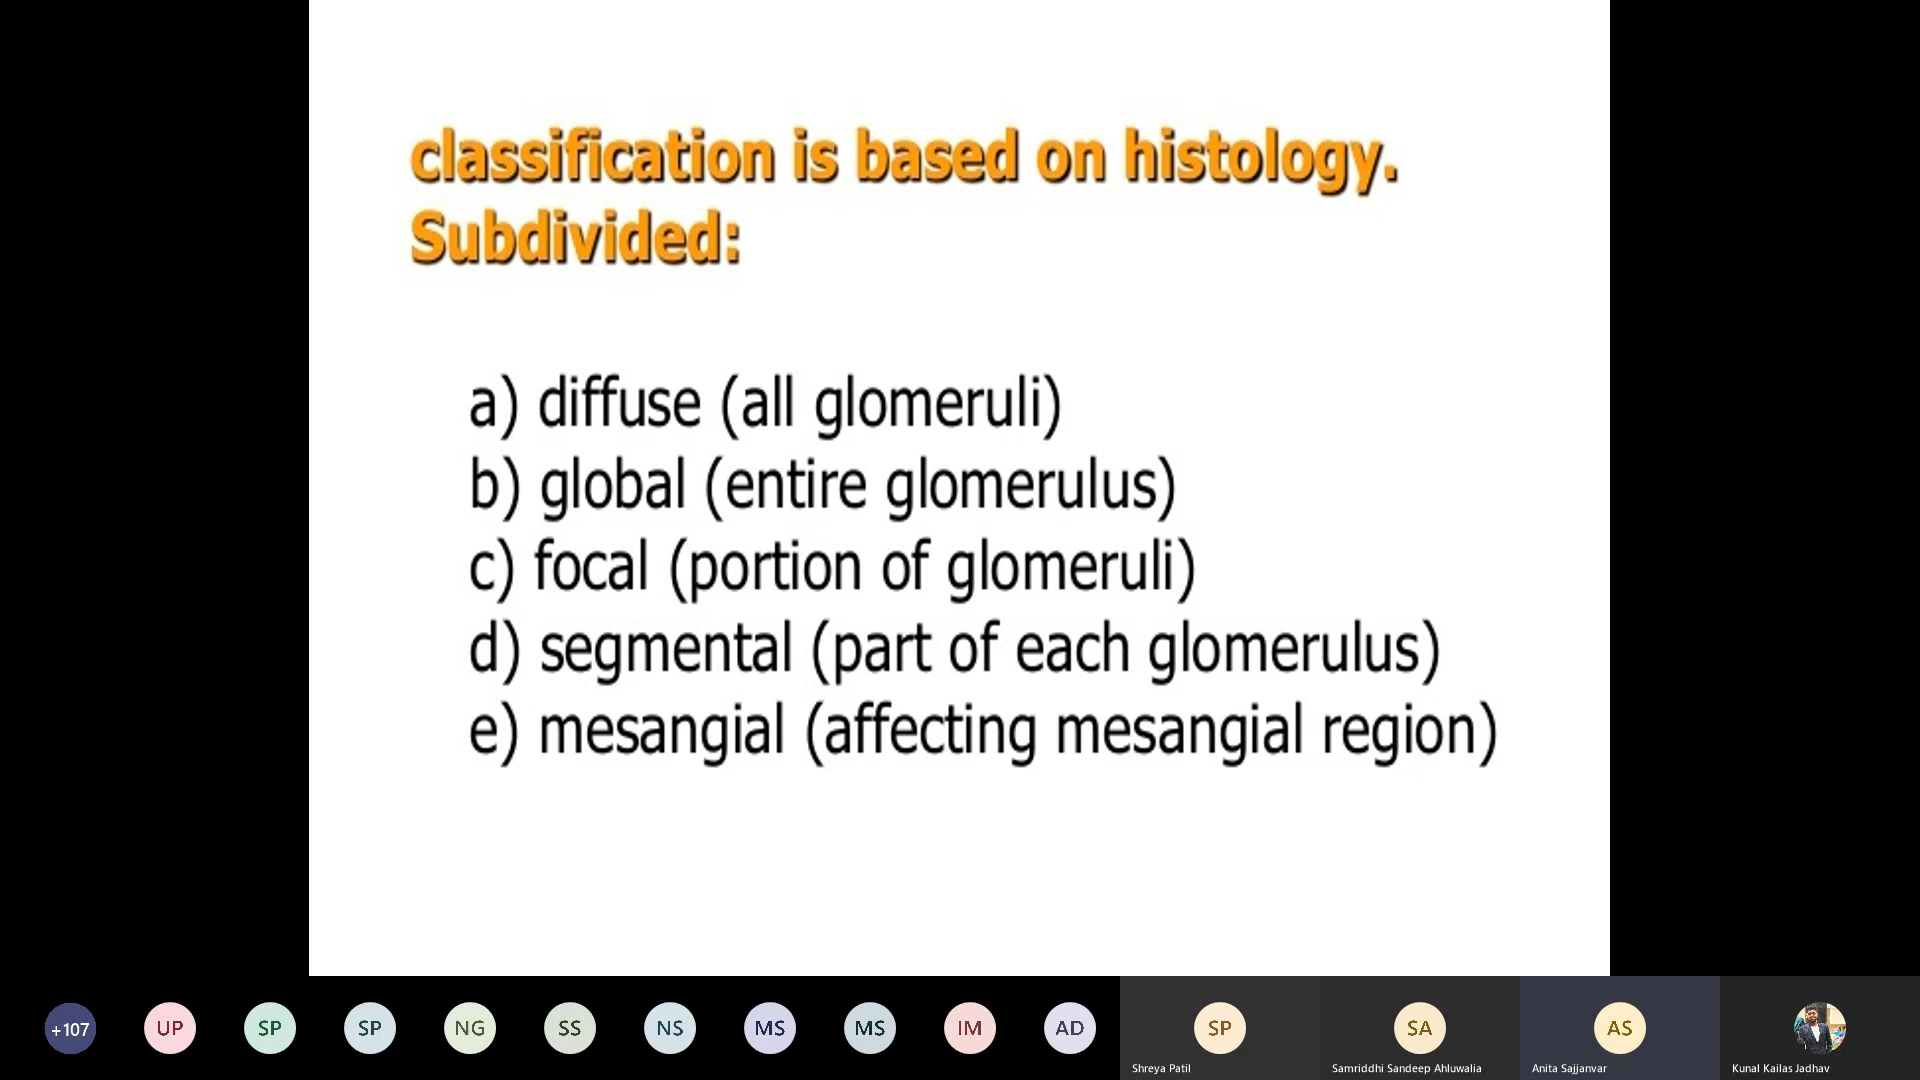 classification is based on histology.
Subdivided:
a) diffuse (all glomeruli)
b) global (entire glomerulus)
c) focal (portion of glomeruli)
d) segmental (part of each glomerulus)
e) mesangial (affecting mesangial region)
+107
UP
SP
SP
NG
SS
NS
MS
MS
IM
AD
SP
SA
AS
Shreya Patil
Samriddhi Sandeep Ahluwalia
Anita Sajjanvar
Kunal Kailas Jadhav